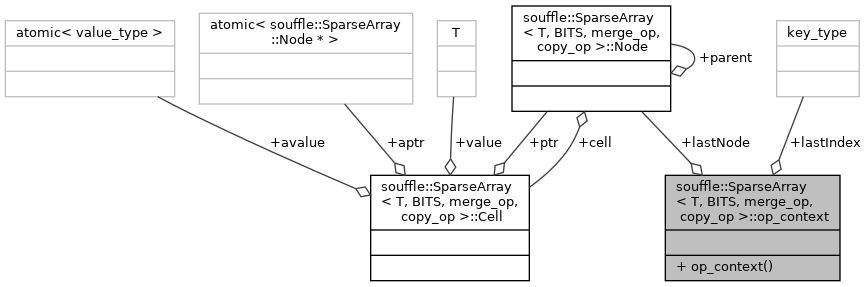 atomic< value_type >
atomic< souffle::SparseArray
::Node * >
T
souffle::SparseArray
< T, BITS, merge_op,
copy_op >::Node
key_type
+parent
+avalue
+aptr
+value
+ptr
+cell
+lastNode
+lastIndex
souffle::SparseArray
< T, BITS, merge_op,
copy_op >::Cell
souffle::SparseArray
< T, BITS, merge_op,
copy_op >::op_context
+ op_context()